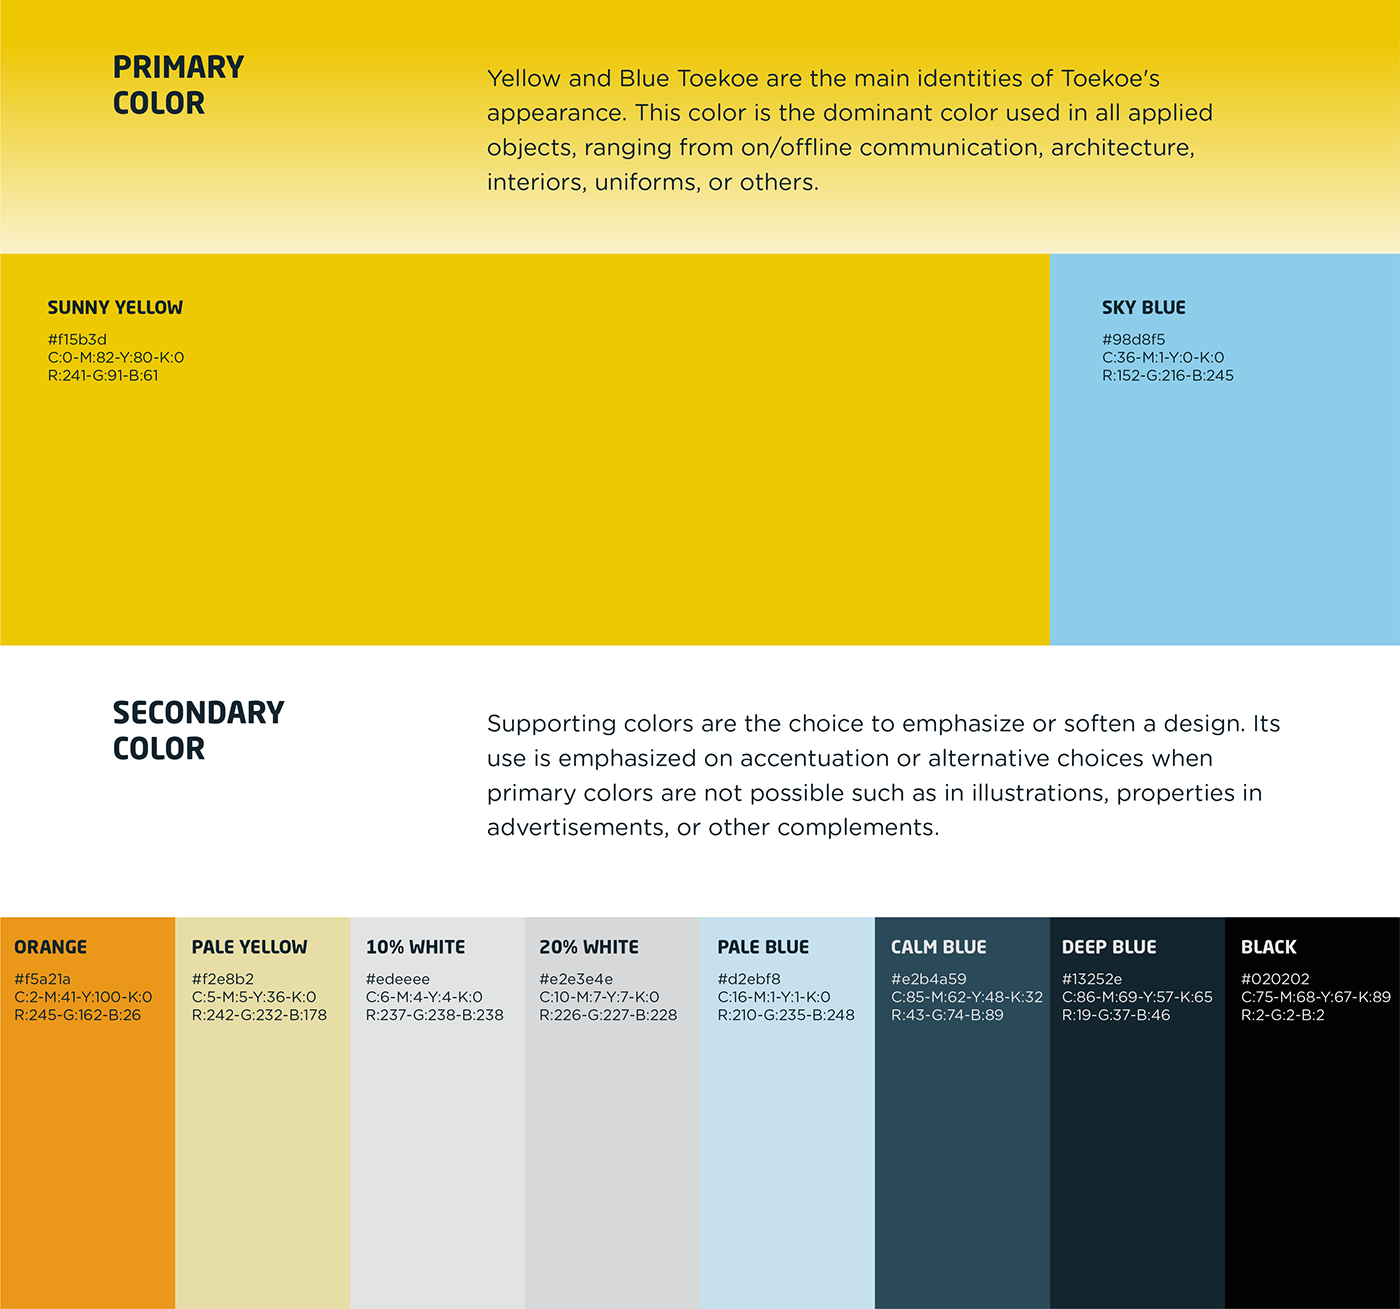 PRIMARY
COLOR
Yellow and Blue Toekoe are the main identities of Toekoe's
appearance. This color is the dominant color used in all applied
objects, ranging from on/offline communication, architecture,
interiors, uniforms, or others.
SUNNY YELLOW
#f15b3d
C:0-M:82-Y:80-K:0
R:241-G:91-B:61
SKY BLUE
#98d8f5
C:36-M:1-Y:0-K:0
R:152-G:216-B:245
SECONDARY
COLOR
Supporting colors are the choice to emphasize or soften a design. Its
use is emphasized on accentuation or alternative choices when
primary colors are not possible such as in illustrations, properties in
advertisements, or other complements.
ORANGE
#f5a21a
C:2-M:41-Y:100-K:0
R:245-G:162-B:26
PALE YELLOW
#f2e8b2
C:5-M:5-Y:36-K:0
R:242-G:232-B:178
10% WHITE
#edeeee
C:6-M:4-Y:4-K:0
R:237-G:238-B:238
20% WHITE
#e2e3e4e
C:10-M:7-Y:7-K:0
R:226-G:227-B:228
PALE BLUE
#d2ebf8
C:16-M:1-Y:1-K:0
R:210-G:235-B:248
CALM BLUE
#e2b4a59
C:85-M:62-Y:48-K:32
R:43-G:74-B:89
DEEP BLUE
#13252e
C:86-M:69-Y:57-K:65
R:19-G:37-B:46
BLACK
#020202
C:75-M:68-Y:67-K:89
R:2-G:2-B:2